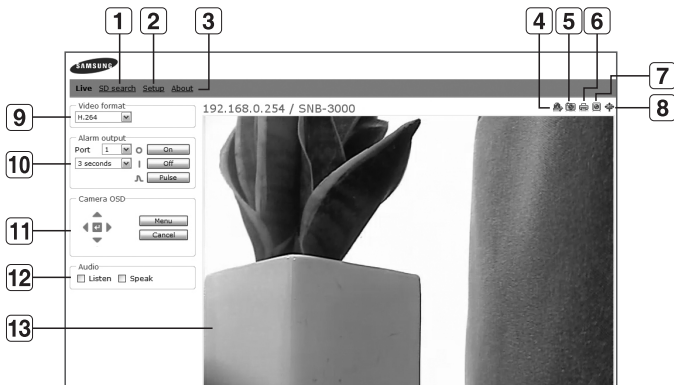 1 2 3 4 5 6
7
8
SAMSUNG
Live SD search Setup About
9
Video format
H.264
192.168.0.254 / SNB-3000
10
Alarm output
Port 1 On
3 seconds Off
Pulse
11
Camera OSD
Menu
Cancel
12
Audio
Listen Speak
13